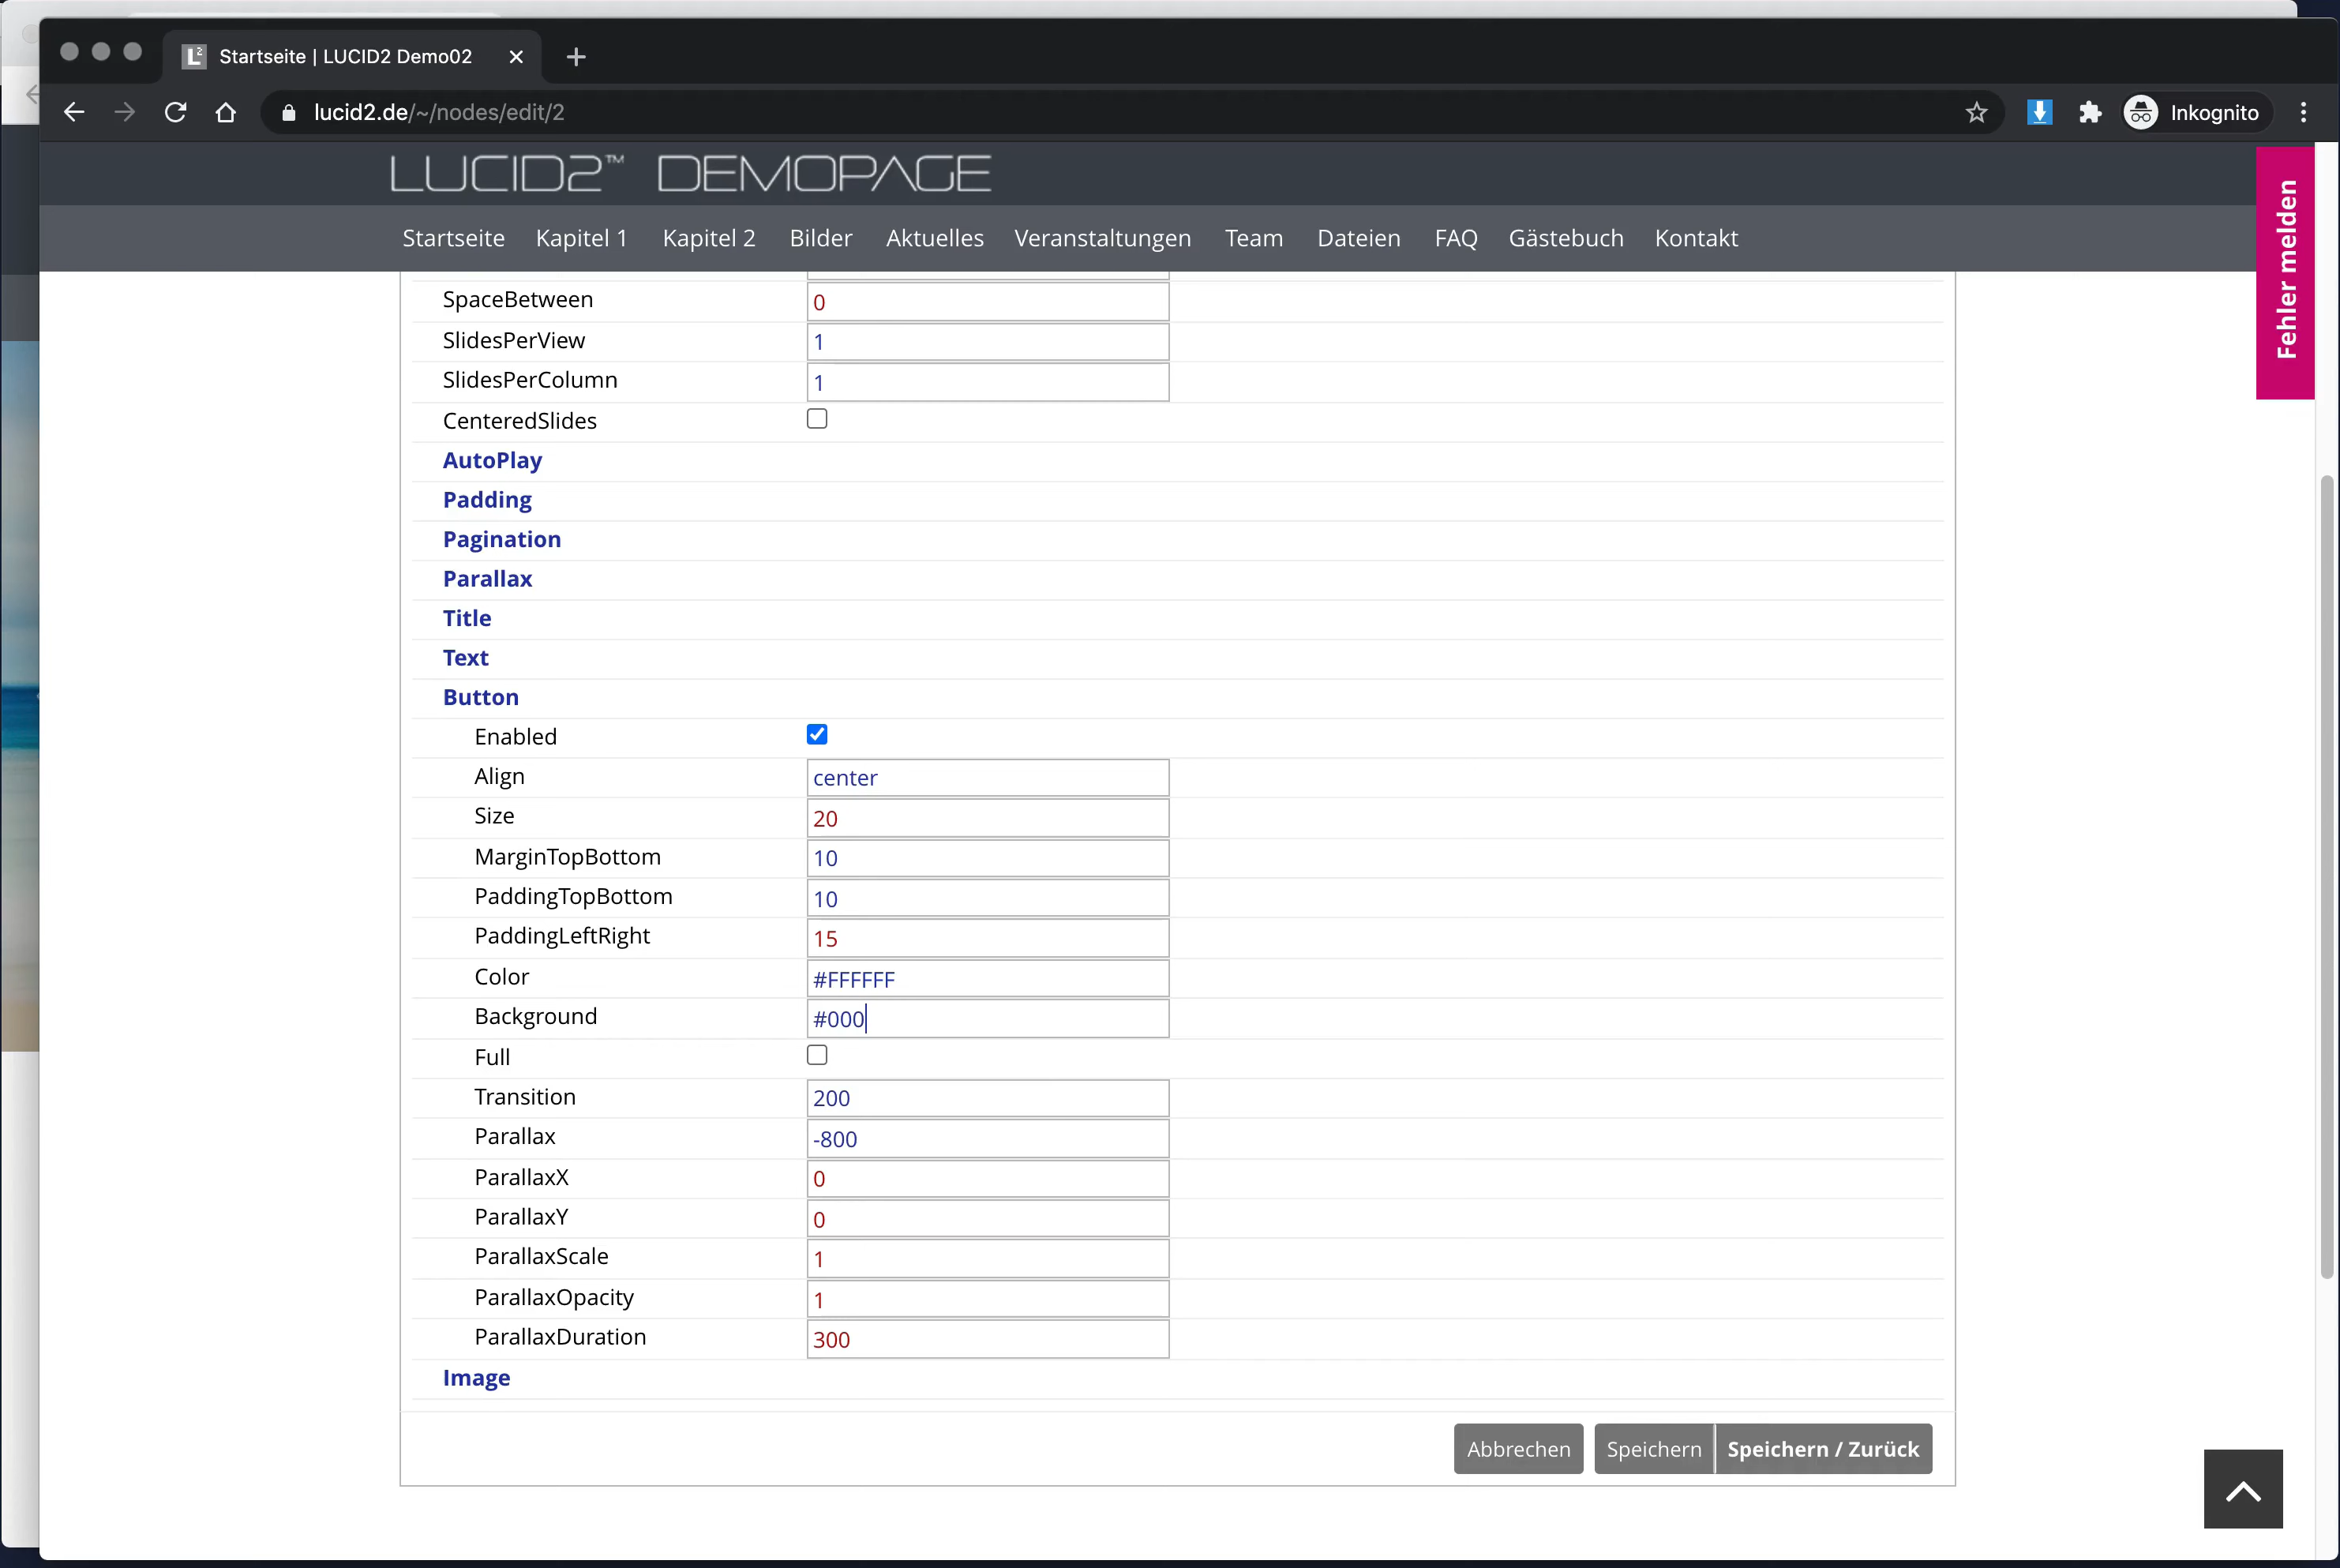 Startseite | LUCID2 Demo02
lucid2.de/~/nodes/edit/2
Inkognito
LUCID2™ DEMOPAGE
Startseite Kapitel 1 Kapitel 2 Bilder Aktuelles Veranstaltungen Team Dateien FAQ Gästebuch Kontakt
Fehler melden
SpaceBetween 0
SlidesPerView 1
SlidesPerColumn 1
CenteredSlides
AutoPlay
Padding
Pagination
Parallax
Title
Text
Button
Enabled
Align center
Size 20
MarginTopBottom 10
PaddingTopBottom 10
PaddingLeftRight 15
Color #FFFFFF
Background #000
Full
Transition 200
Parallax -800
ParallaxX 0
ParallaxY 0
ParallaxScale 1
ParallaxOpacity 1
ParallaxDuration 300
Image
Abbrechen Speichern Speichern / Zurück